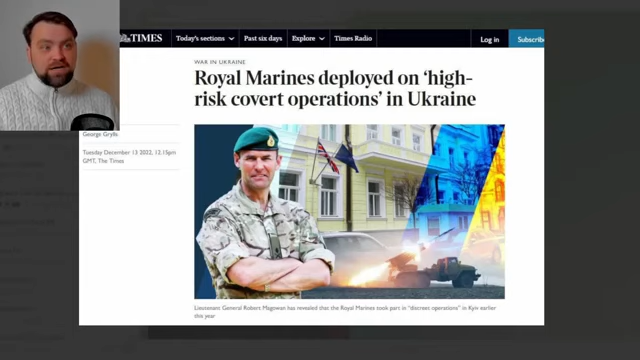 TIMES
Today's sections
Past six days
Explore
Times Radio
Log in
Subscribe
WAR IN UKRAINE
Royal Marines deployed on ‘high-
risk covert operations’ in Ukraine
George Grylls
Tuesday December 13 2022, 12.15pm
GMT, The Times
Lieutenant General Robert Magowan has revealed that the Royal Marines took part in "discreet operations" in Kyiv earlier
this year